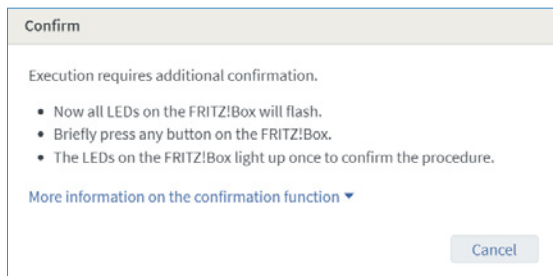 Confirm
Execution requires additional confirmation.
• Now all LEDs on the FRITZ!Box will flash.
• Briefly press any button on the FRITZ!Box.
• The LEDs on the FRITZ!Box light up once to confirm the procedure.
More information on the confirmation function ▼
Cancel